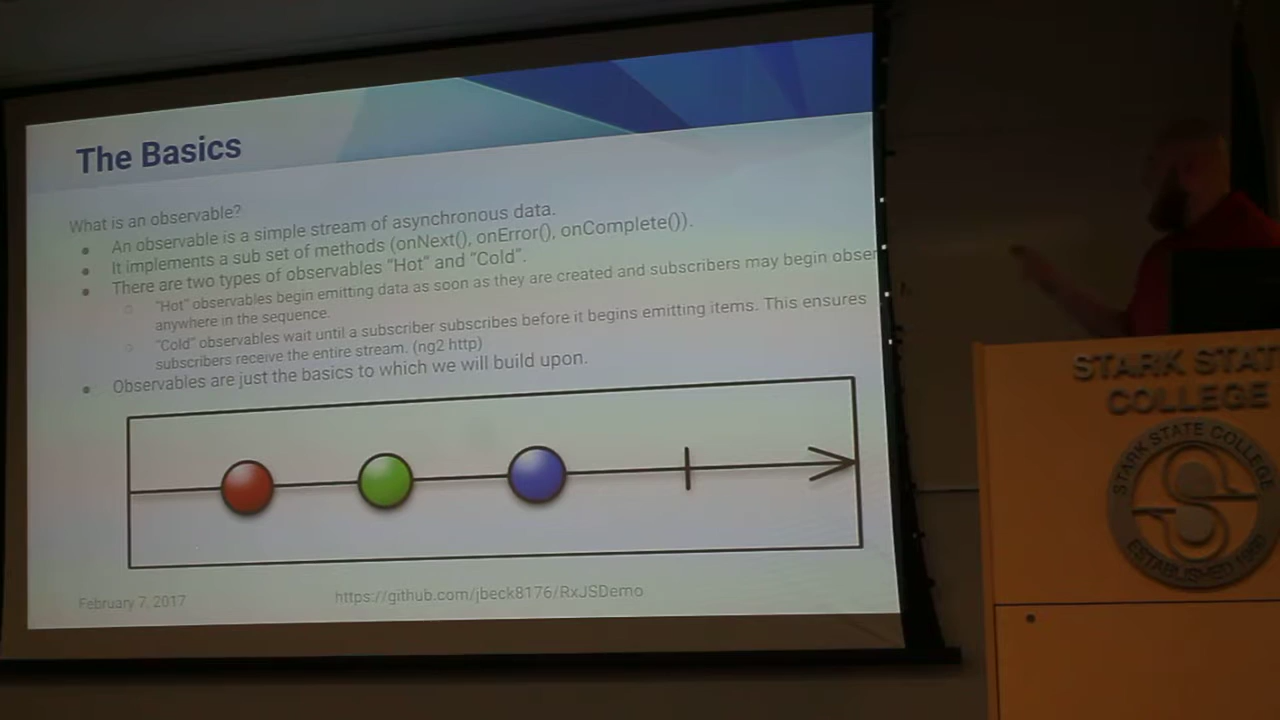 The Basics
What is an observable?
● An observable is a simple stream of asynchronous data.
● It implements a sub set of methods (onNext(), onError(), onComplete()).
● There are two types of observables “Hot” and “Cold”.
○ “Hot” observables begin emitting data as soon as they are created and subscribers may begin obser
anywhere in the sequence.
○ “Cold” observables wait until a subscriber subscribes before it begins emitting items. This ensures
subscribers receive the entire stream. (ng2 http)
● Observables are just the basics to which we will build upon.
February 7, 2017
https://github.com/jbeck8176/RxJSDemo
STARK STAT
COLLEGE
STARK STATE COLLEGE
ESTABLISHED 1960